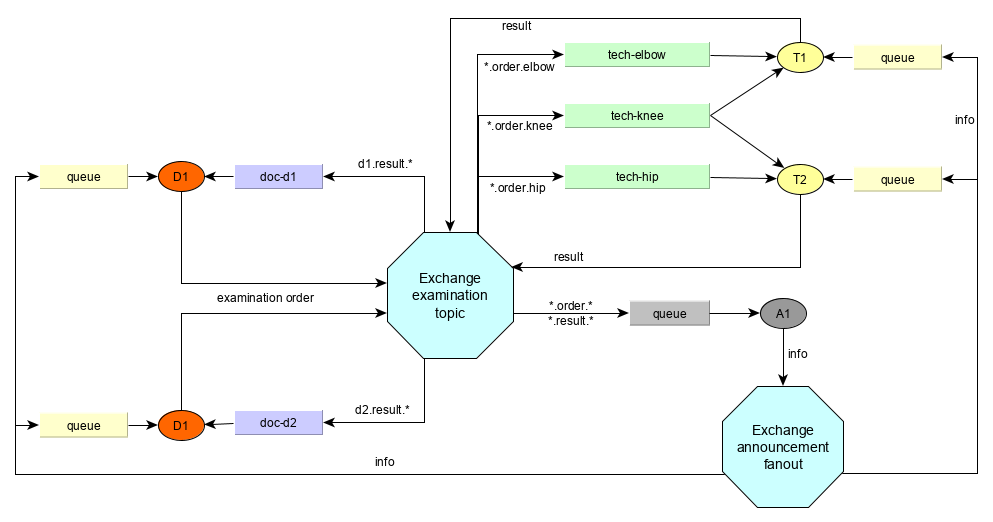 result
tech-elbow
T1
queue
*.order.elbow
tech-knee
*.order.knee
info
d1.result.*
queue
D1
doc-d1
tech-hip
T2
queue
*.order.hip
result
Exchange
examination
topic
examination order
*.order.*
*.result.*
queue
A1
info
d2.result.*
queue
D1
doc-d2
Exchange
announcement
fanout
info